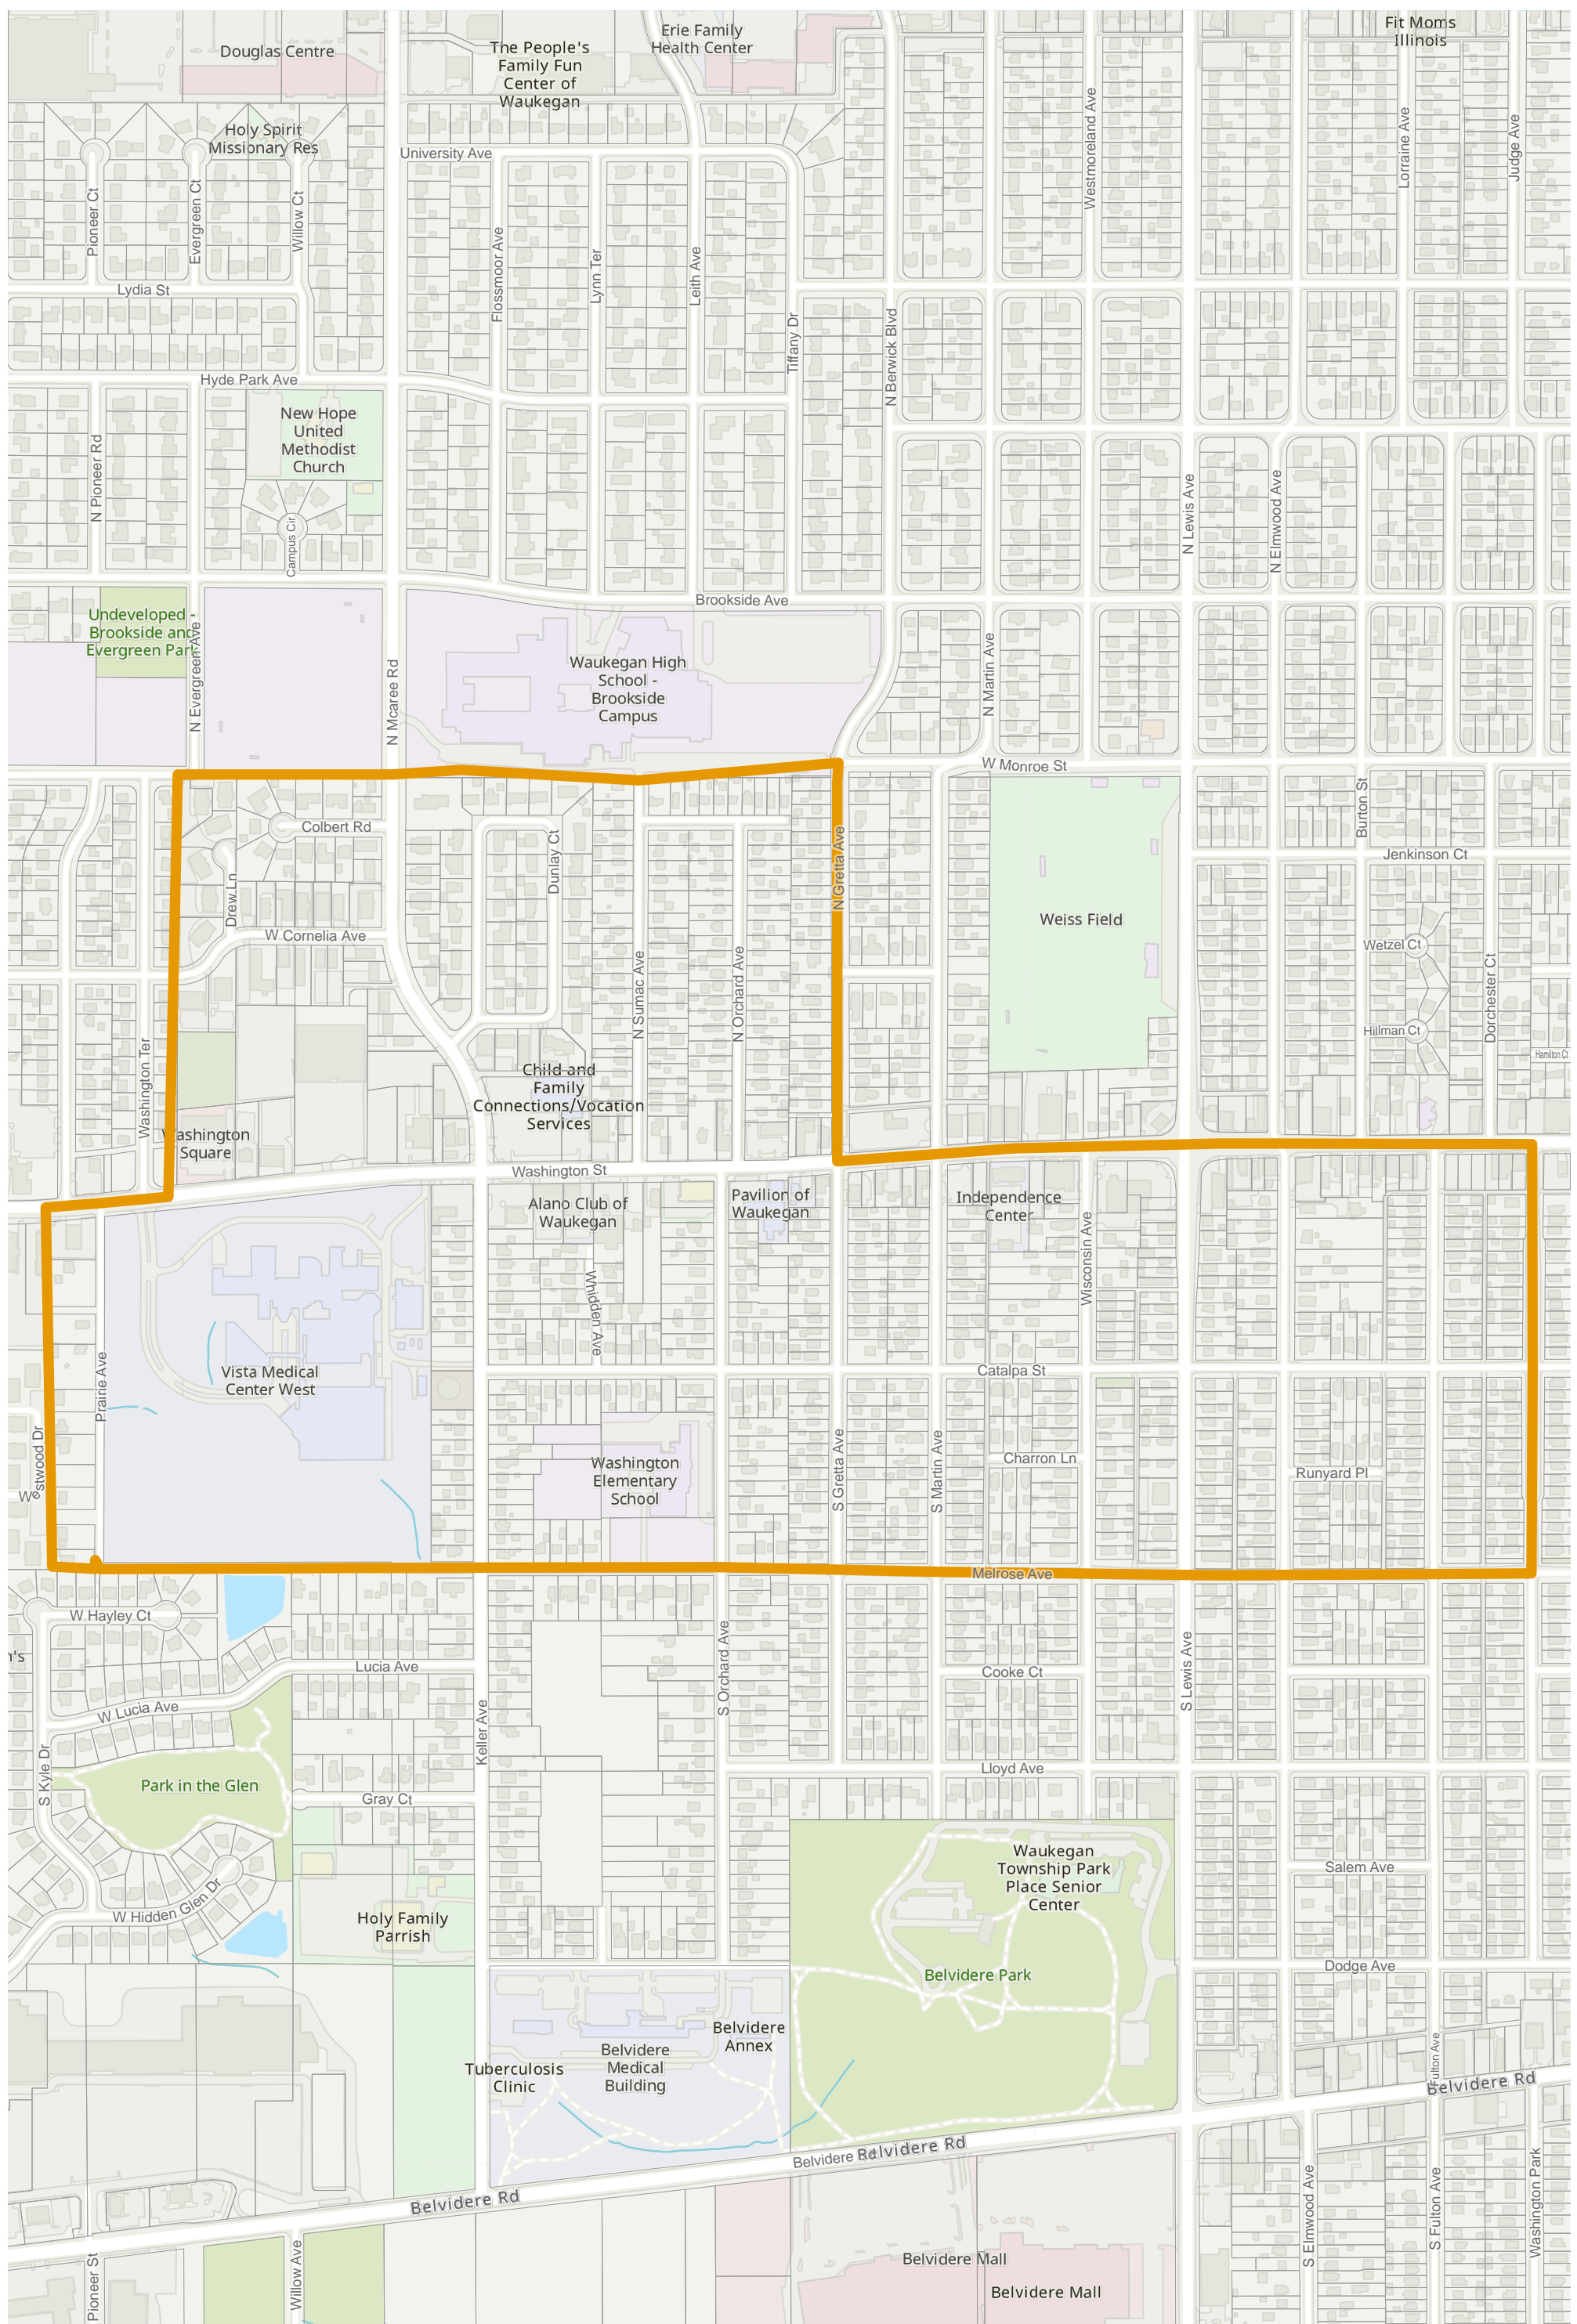 Douglas Centre
The People's
Family Fun
Center of
Waukegan
Erie Family
Health Center
Fit Moms
Illinois
Holy Spirit
Missionary Res
University Ave
Westmoreland Ave
Lorraine Ave
Judge Ave
Pioneer Ct
Evergreen Ct
Willow Ct
Flossmoor Ave
Lynn Ter
Leith Ave
Tiffany Dr
N Berwick Blvd
Lydia St
Hyde Park Ave
New Hope
United
Methodist
Church
N Pioneer Rd
Campus Cir
N Lewis Ave
N Elmwood Ave
Brookside Ave
Undeveloped -
Brookside and
Evergreen Park
N Evergreen Ave
N Mcaree Rd
Waukegan High
School -
Brookside
Campus
N Martin Ave
W Monroe St
Colbert Rd
Dunlay Ct
N Gretta Ave
Burton St
Jenkinson Ct
Drew Ln
W Cornelia Ave
Weiss Field
Wetzel Ct
N Sumac Ave
N Orchard Ave
Dorchester Ct
Hillman Ct
Hamilton Ct
Washington Ter
Child and
Family
Connections/Vocation
Services
Washington
Square
Washington St
Alano Club of
Waukegan
Pavilion of
Waukegan
Independence
Center
Wisconsin Ave
Whidden Ave
Vista Medical
Center West
Prairie Ave
Catalpa St
Westwood Dr
Washington
Elementary
School
S Gretta Ave
S Martin Ave
Charron Ln
Runyard Pl
Melrose Ave
W Hayley Ct
n's
Lucia Ave
W Lucia Ave
Keller Ave
S Orchard Ave
Cooke Ct
S Lewis Ave
S Kyle Dr
Park in the Glen
Gray Ct
Lloyd Ave
Waukegan
Township Park
Place Senior
Center
Salem Ave
W Hidden Glen Dr
Holy Family
Parrish
Belvidere Park
Dodge Ave
Belvidere
Annex
Belvidere
Medical
Building
Tuberculosis
Clinic
Fulton Ave
Belvidere Rd
Belvidere Rd
Belvidere Rd
Belvidere Rd
Pioneer St
Willow Ave
Belvidere Mall
Belvidere Mall
S Elmwood Ave
S Fulton Ave
Washington Park